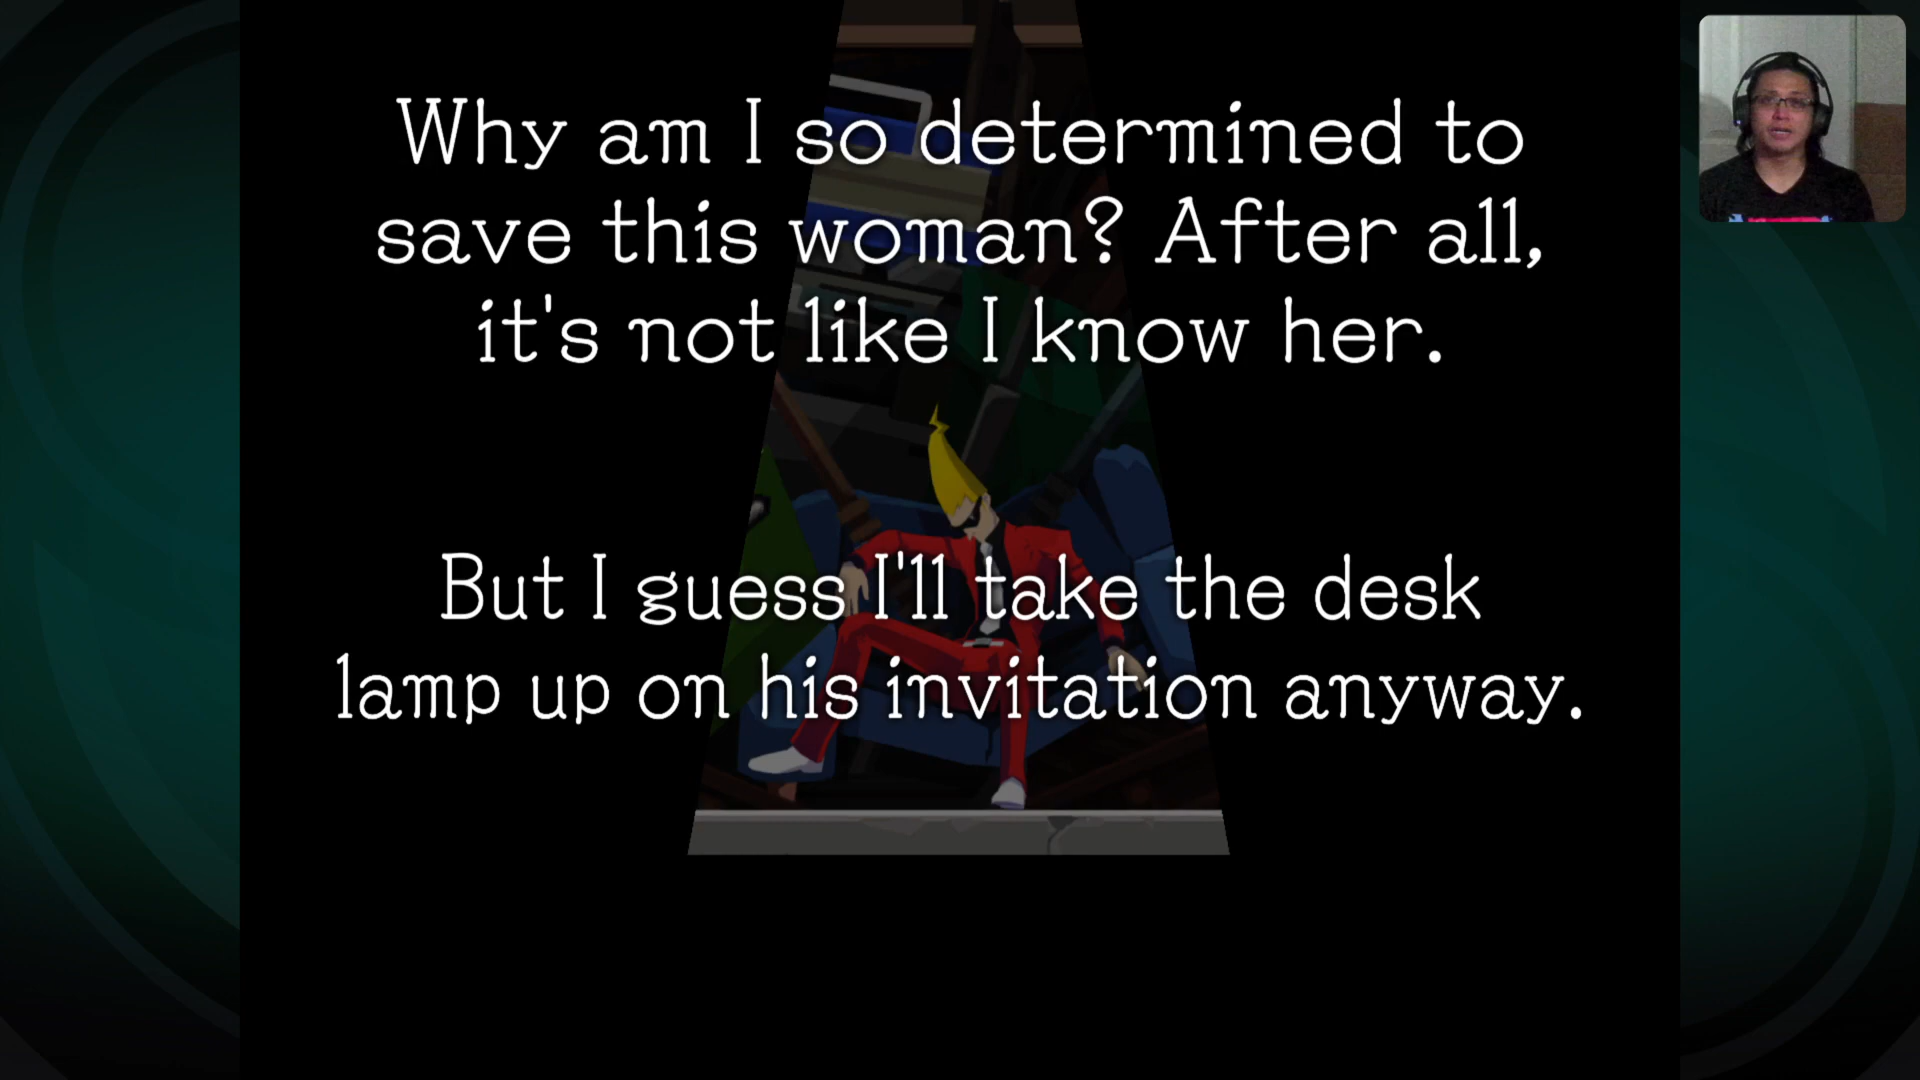 Why am I so determined to
save this woman? After all,
it's not like I know her.
But I guess I'll take the desk
lamp up on his invitation anyway.